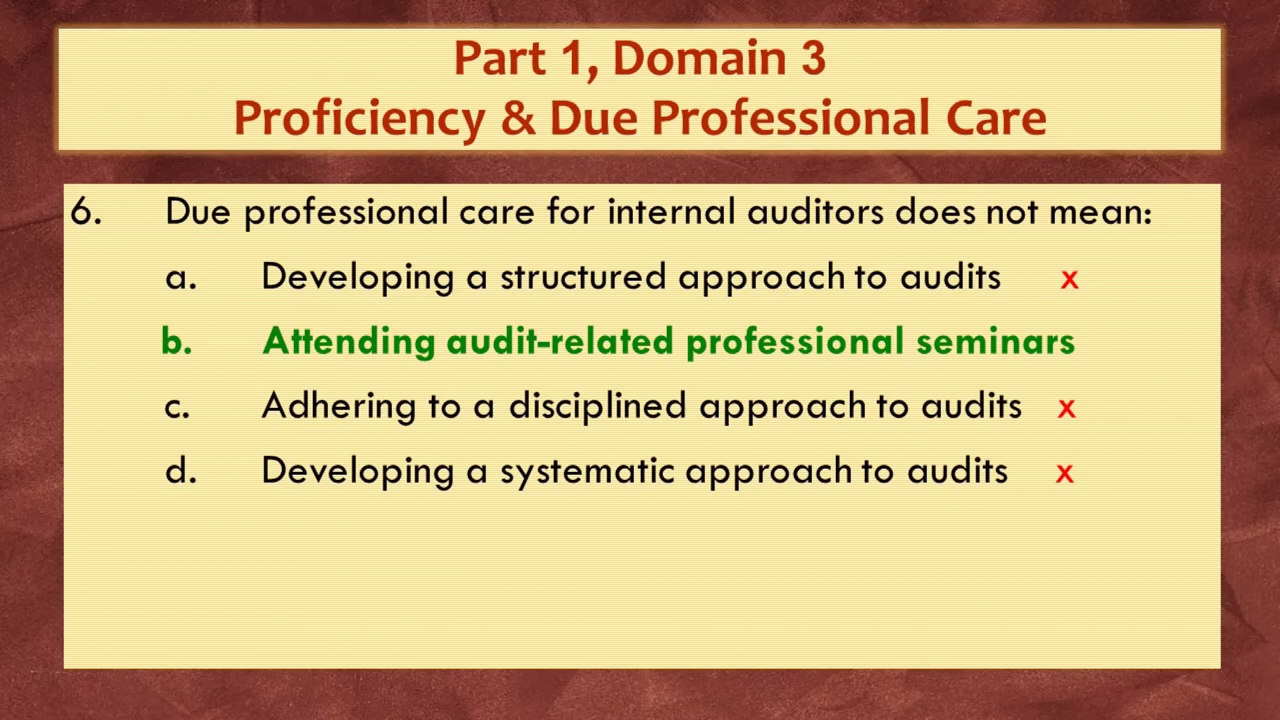 Part 1, Domain 3
Proficiency & Due Professional Care
6. Due professional care for internal auditors does not mean:
a. Developing a structured approach to audits x
b. Attending audit-related professional seminars
c. Adhering to a disciplined approach to audits x
d. Developing a systematic approach to audits x